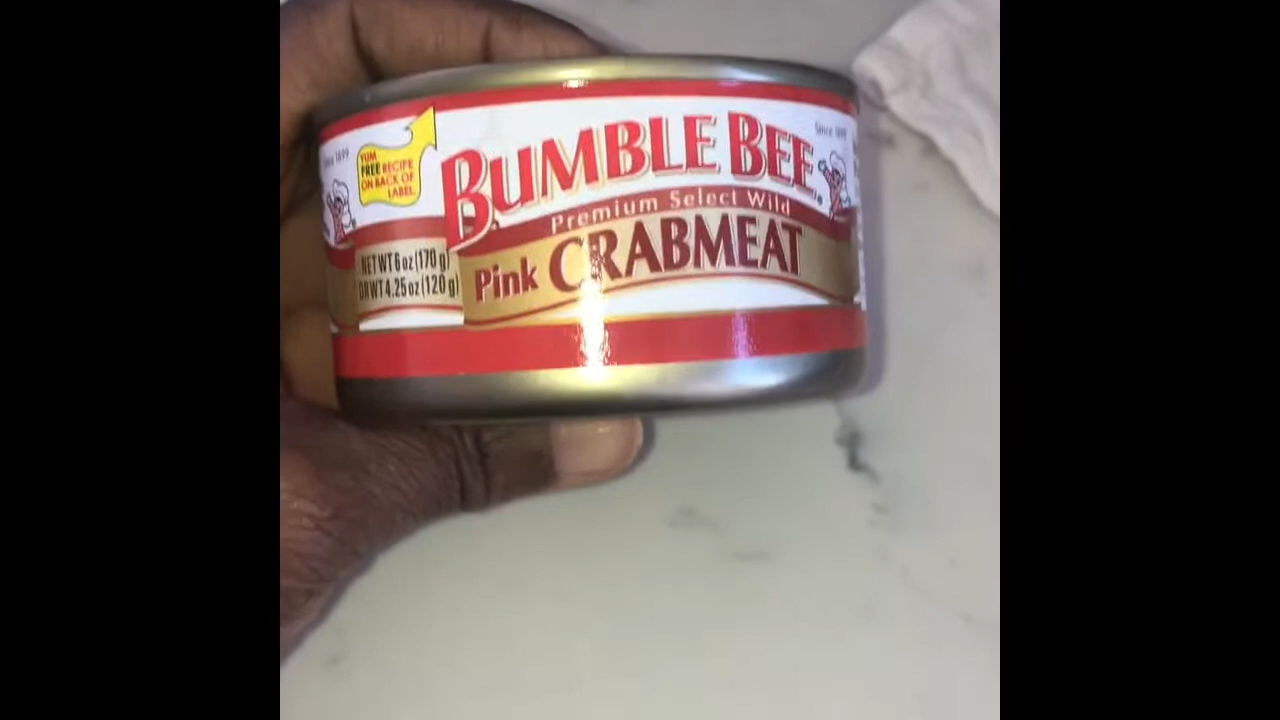 Since 1899
YUM
FREE RECIPE
ON BACK OF
LABEL.
BUMBLE BEE®
Since 1899
Premium Select Wild
Pink CRABMEAT
NET WT 6 oz (170 g)
DR WT 4.25 oz (120 g)